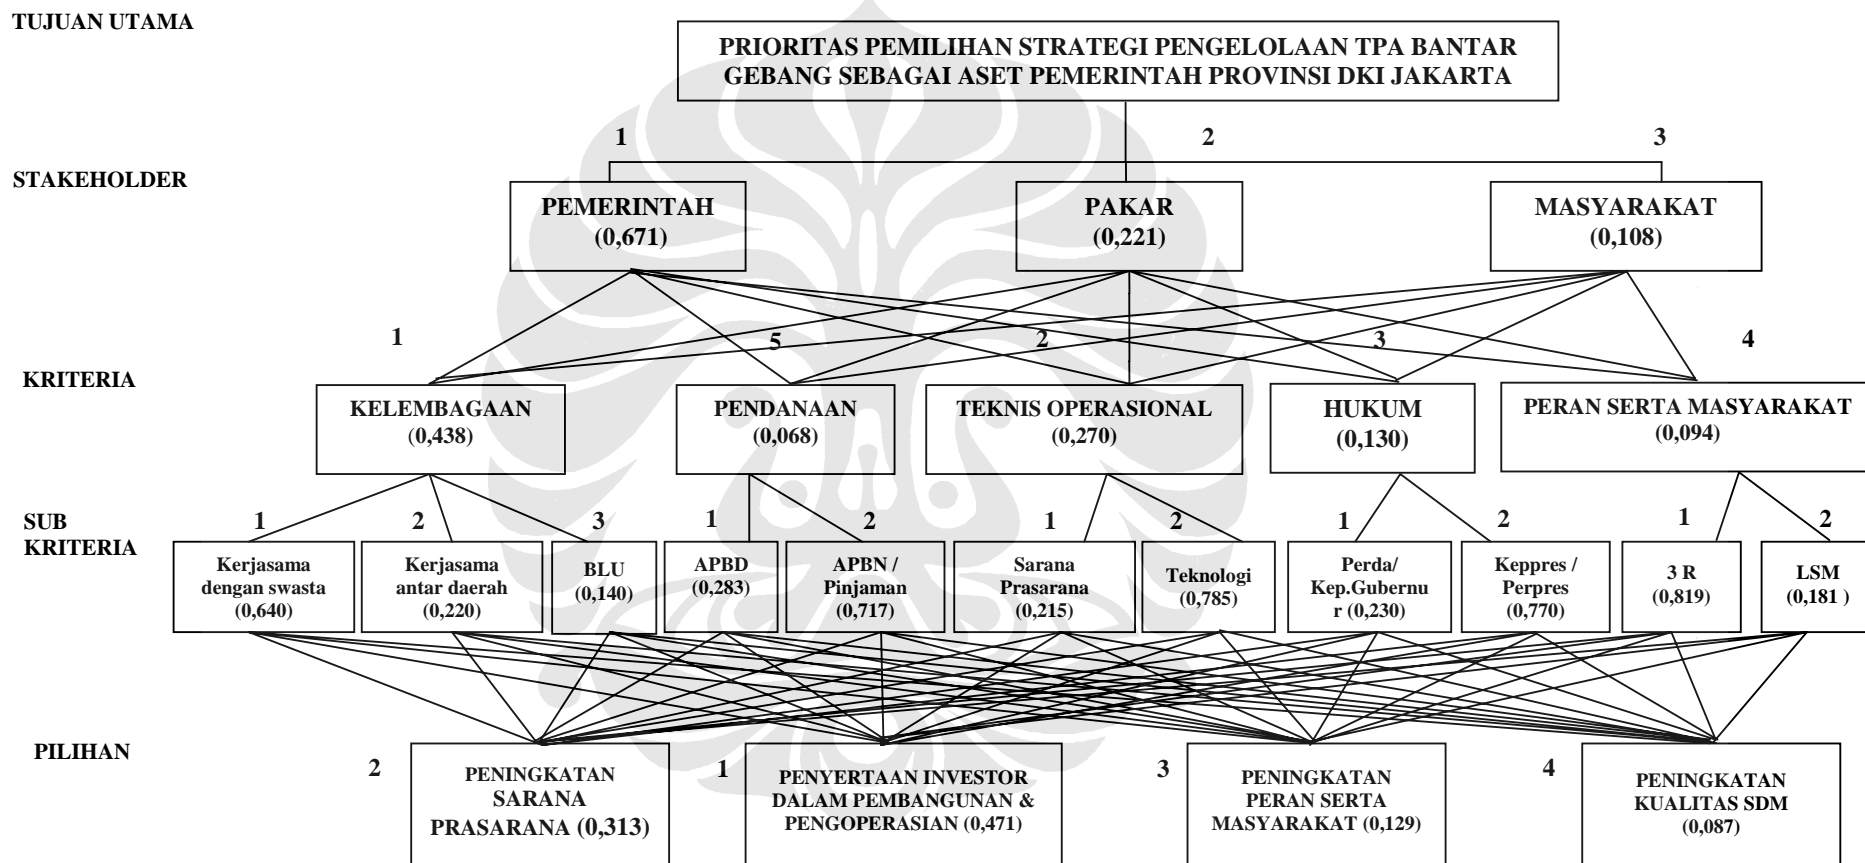 TUJUAN UTAMA
PRIORITAS PEMILIHAN STRATEGI PENGELOLAAN TPA BANTAR
GEBANG SEBAGAI ASET PEMERINTAH PROVINSI DKI JAKARTA
1
2
3
STAKEHOLDER
PEMERINTAH
(0,671)
PAKAR
(0,221)
MASYARAKAT
(0,108)
1
5
2
3
4
KRITERIA
KELEMBAGAAN
(0,438)
PENDANAAN
(0,068)
TEKNIS OPERASIONAL
(0,270)
HUKUM
(0,130)
PERAN SERTA MASYARAKAT
(0,094)
SUB
KRITERIA
1
2
3
1
2
1
2
1
2
1
2
Kerjasama
dengan swasta
(0,640)
Kerjasama
antar daerah
(0,220)
BLU
(0,140)
APBD
(0,283)
APBN /
Pinjaman
(0,717)
Sarana
Prasarana
(0,215)
Teknologi
(0,785)
Perda/
Kep.Gubernu
r (0,230)
Keppres /
Perpres
(0,770)
3 R
(0,819)
LSM
(0,181 )
PILIHAN
2
PENINGKATAN
SARANA
PRASARANA (0,313)
1
PENYERTAAN INVESTOR
DALAM PEMBANGUNAN &
PENGOPERASIAN (0,471)
3
PENINGKATAN
PERAN SERTA
MASYARAKAT (0,129)
4
PENINGKATAN
KUALITAS SDM
(0,087)